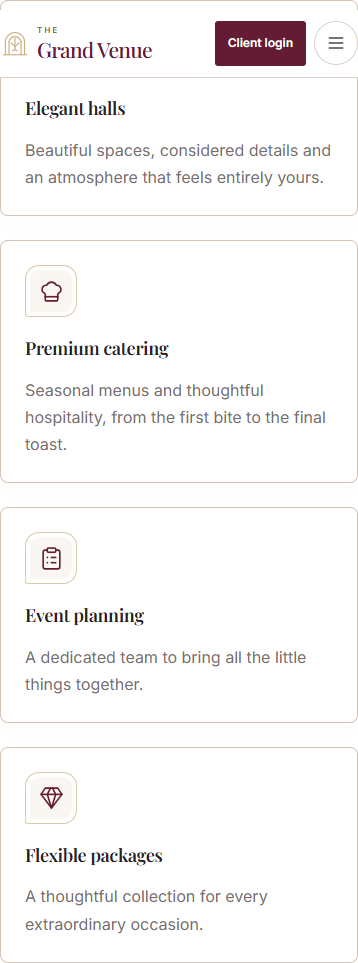 THE
Grand Venue
Client login
Elegant halls
Beautiful spaces, considered details and
an atmosphere that feels entirely yours.
Premium catering
Seasonal menus and thoughtful
hospitality, from the first bite to the final
toast.
Event planning
A dedicated team to bring all the little
things together.
Flexible packages
A thoughtful collection for every
extraordinary occasion.